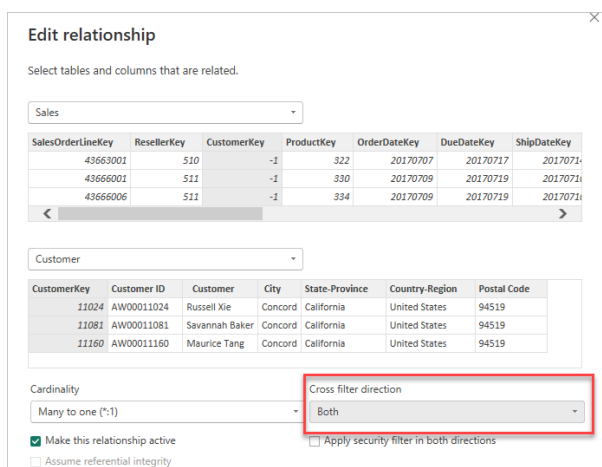 Edit relationship
Select tables and columns that are related.
Sales
SalesOrderLineKey ResellerKey CustomerKey ProductKey OrderDateKey DueDateKey ShipDateKey
43663001 510 -1 322 20170707 20170717
43666001 511 -1 330 20170709 20170719
43666006 511 -1 334 20170709 20170719
Customer
CustomerKey Customer ID Customer City State-Province Country-Region Postal Code
11024 AW00011024 Russell Xie Concord California United States 94519
11081 AW00011081 Savannah Baker Concord California United States 94519
11160 AW00011160 Maurice Tang Concord California United States 94519
Cardinality Cross filter direction
Many to one (*:1) Both
Make this relationship active Apply security filter in both directions
Assume referential integrity